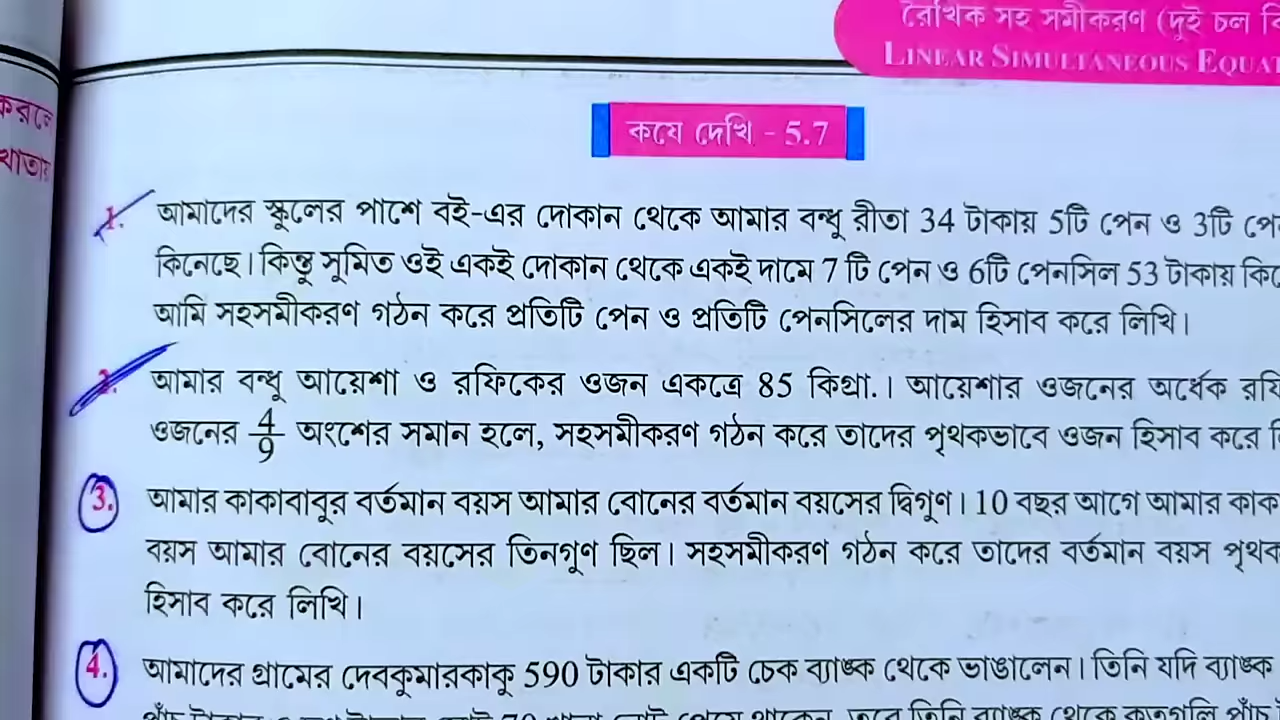 রৈখিক সহ সমীকরণ (দুই চল
LINEAR SIMULTANEOUS EQUAT
করলে
খাতায়
কষে দেখি - 5.7
1. আমাদের স্কুলের পাশে বই-এর দোকান থেকে আমার বন্ধু রীতা 34 টাকায় 5টি পেন ও 3টি পে
কিনেছে। কিন্তু সুমিত ওই একই দোকান থেকে একই দামে 7 টি পেন ও 6টি পেনসিল 53 টাকায় কিনে
আমি সহসমীকরণ গঠন করে প্রতিটি পেন ও প্রতিটি পেনসিলের দাম হিসাব করে লিখি।
2. আমার বন্ধু আয়েশা ও রফিকের ওজন একত্রে 85 কিগ্রা.। আয়েশার ওজনের অর্ধেক রফি
ওজনের 4/9 অংশের সমান হলে, সহসমীকরণ গঠন করে তাদের পৃথকভাবে ওজন হিসাব করে
3. আমার কাকাবাবুর বর্তমান বয়স আমার বোনের বর্তমান বয়সের দ্বিগুণ। 10 বছর আগে আমার কাক
বয়স আমার বোনের বয়সের তিনগুণ ছিল। সহসমীকরণ গঠন করে তাদের বর্তমান বয়স পৃথক
হিসাব করে লিখি।
4. আমাদের গ্রামের দেবকুমারকাকু 590 টাকার একটি চেক ব্যাঙ্ক থেকে ভাঙালেন। তিনি যদি ব্যাঙ্ক